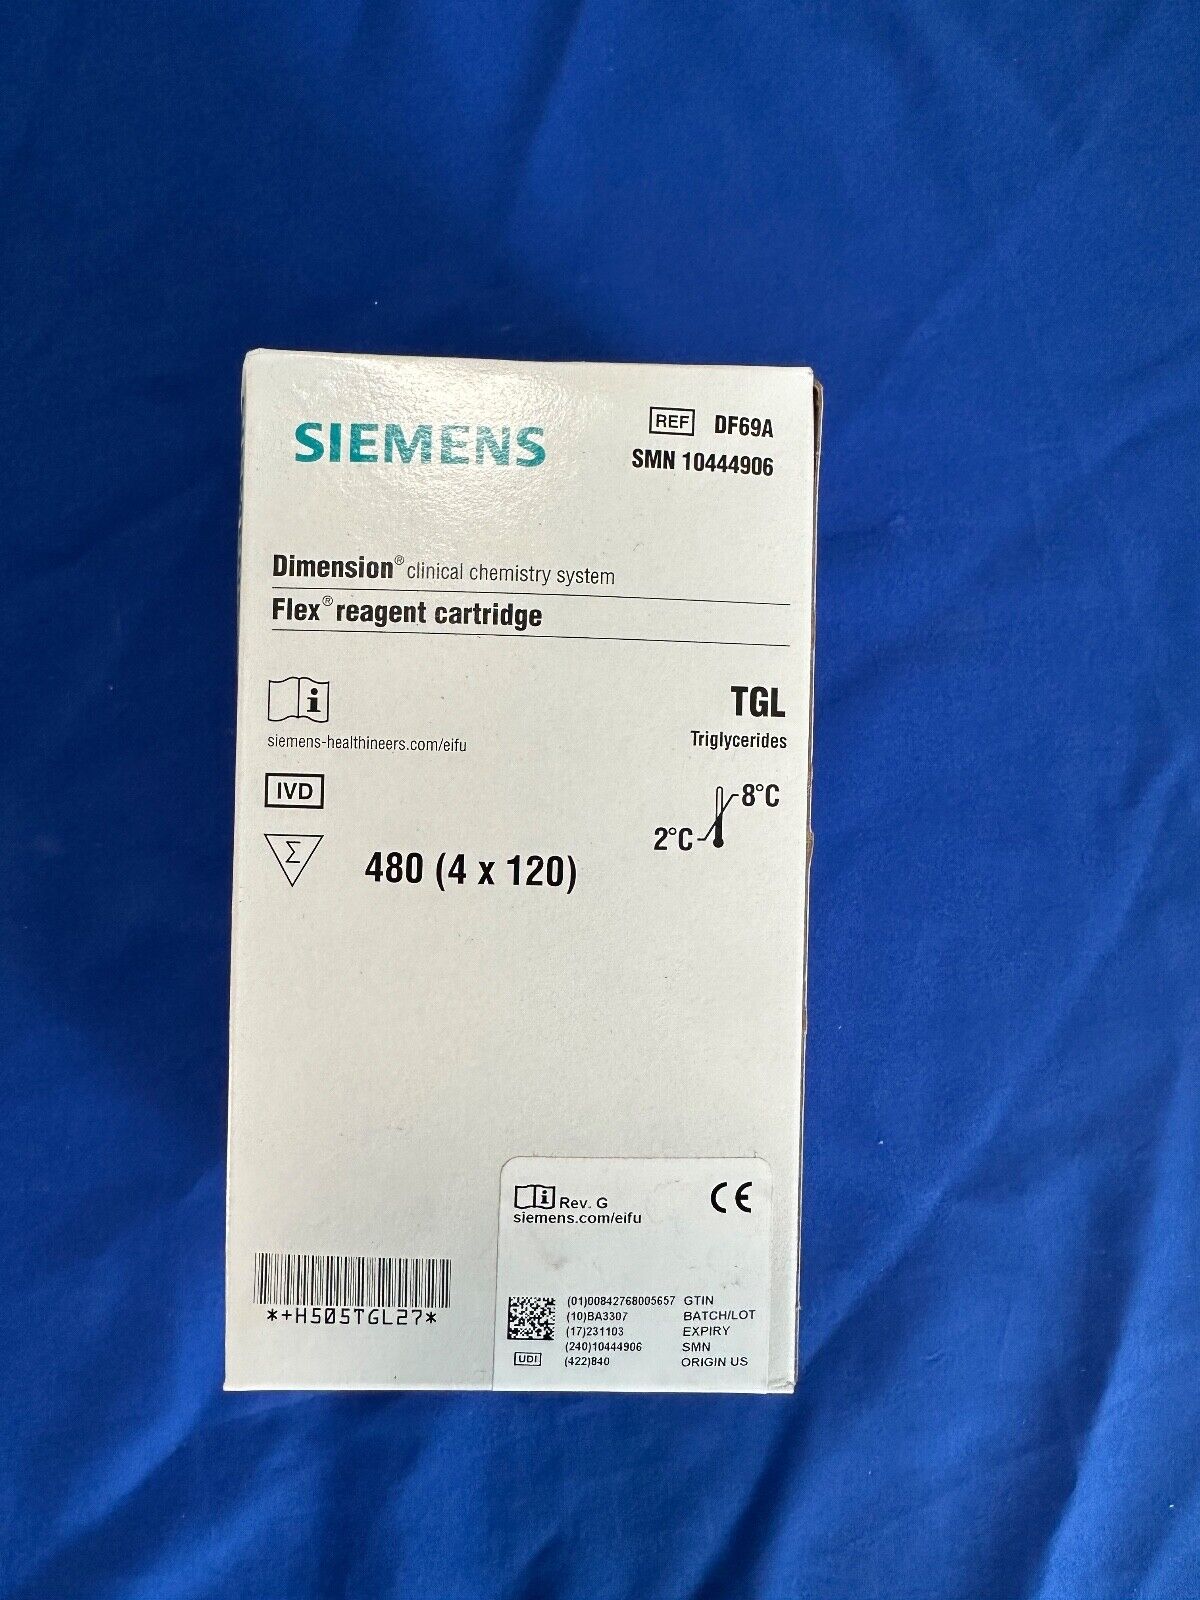 SIEMENS
REF DF69A
SMN 10444906
Dimension® clinical chemistry system
Flex® reagent cartridge
i
siemens-healthineers.com/eifu
TGL
Triglycerides
IVD
8°C
2°C
Σ
480 (4 x 120)
i Rev. G
siemens.com/eifu
CE
*+H505TGL27*
(01)00842768005657 GTIN
(10)BA3307 BATCH/LOT
(17)231103 EXPIRY
(240)10444906 SMN
UDI (422)840 ORIGIN US